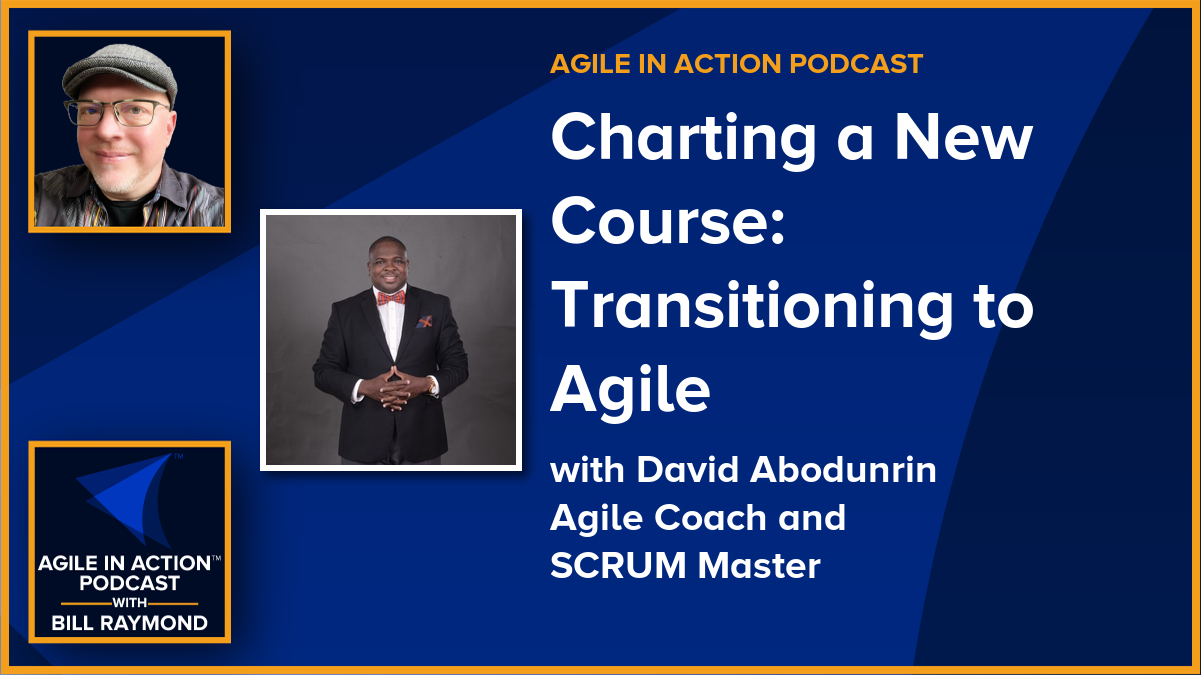 AGILE IN ACTION PODCAST
Charting a New
Course:
Transitioning to
Agile
with David Abodunrin
Agile Coach and
SCRUM Master
TM
AGILE IN ACTION™
PODCAST
WITH
BILL RAYMOND